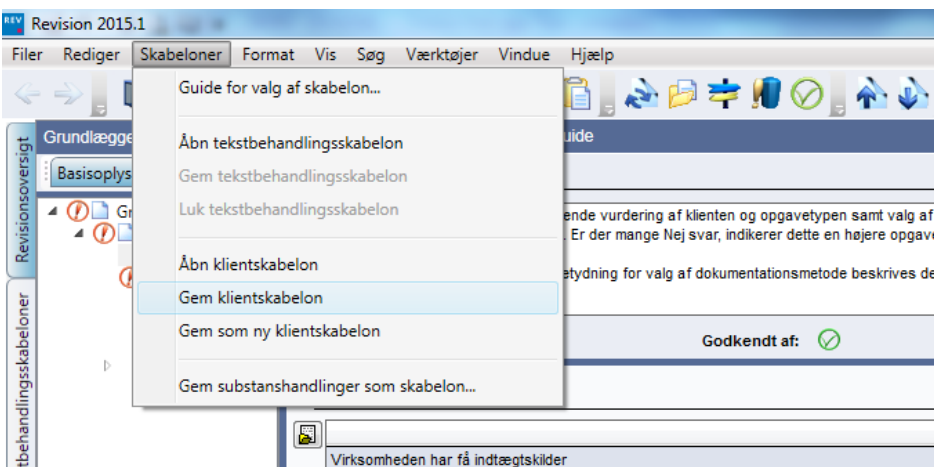 REV Revision 2015.1
Filer Rediger Skabeloner Format Vis Søg Værktøjer Vindue Hjælp
Guide for valg af skabelon...
Åbn tekstbehandlingsskabelon
Gem tekstbehandlingsskabelon
Luk tekstbehandlingsskabelon
Åbn klientskabelon
Gem klientskabelon
Gem som ny klientskabelon
Gem substanshandlinger som skabelon...
Revisionsoversigt
tbehandlingsskabeloner
Grundlægge
uide
Basisoplys
Gr
ende vurdering af klienten og opgavetypen samt valg af
. Er der mange Nej svar, indikerer dette en højere opgave
etydning for valg af dokumentationsmetode beskrives de
Godkendt af:
Virksomheden har få indtægtskilder